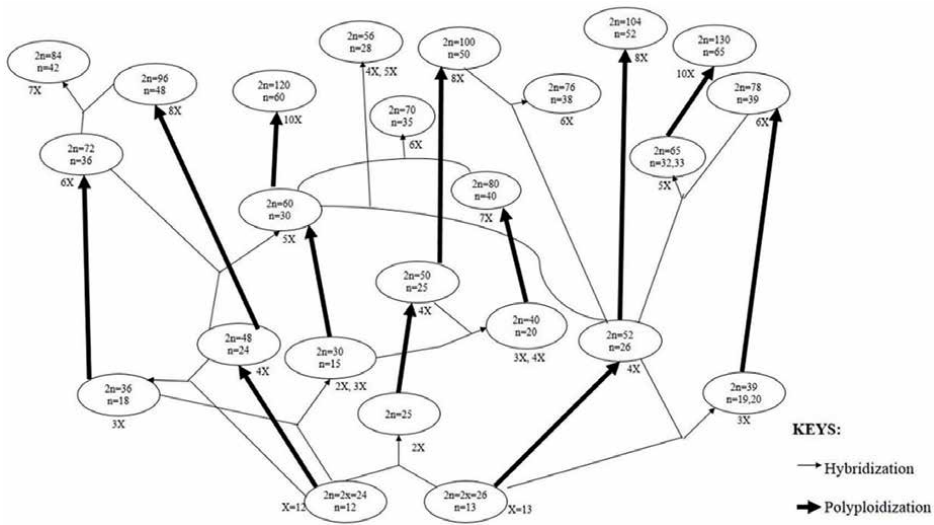 2n=104
n=52
8X
2n=56
n=28
4X, 5X
2n=100
n=50
8X
2n=130
n=65
10X
2n=84
n=42
7X
2n=96
n=48
8X
2n=120
n=60
10X
2n=76
n=38
6X
2n=78
n=39
6X
2n=70
n=35
6X
2n=72
n=36
6X
2n=65
n=32,33
5X
2n=80
n=40
7X
2n=60
n=30
5X
2n=50
n=25
4X
2n=40
n=20
3X, 4X
2n=48
n=24
4X
2n=30
n=15
2X, 3X
2n=52
n=26
4X
2n=36
n=18
3X
2n=39
n=19,20
3X
2n=25
2X
KEYS:
Hybridization
Polyploidization
X=12
2n=2x=24
n=12
2n=2x=26
n=13
X=13